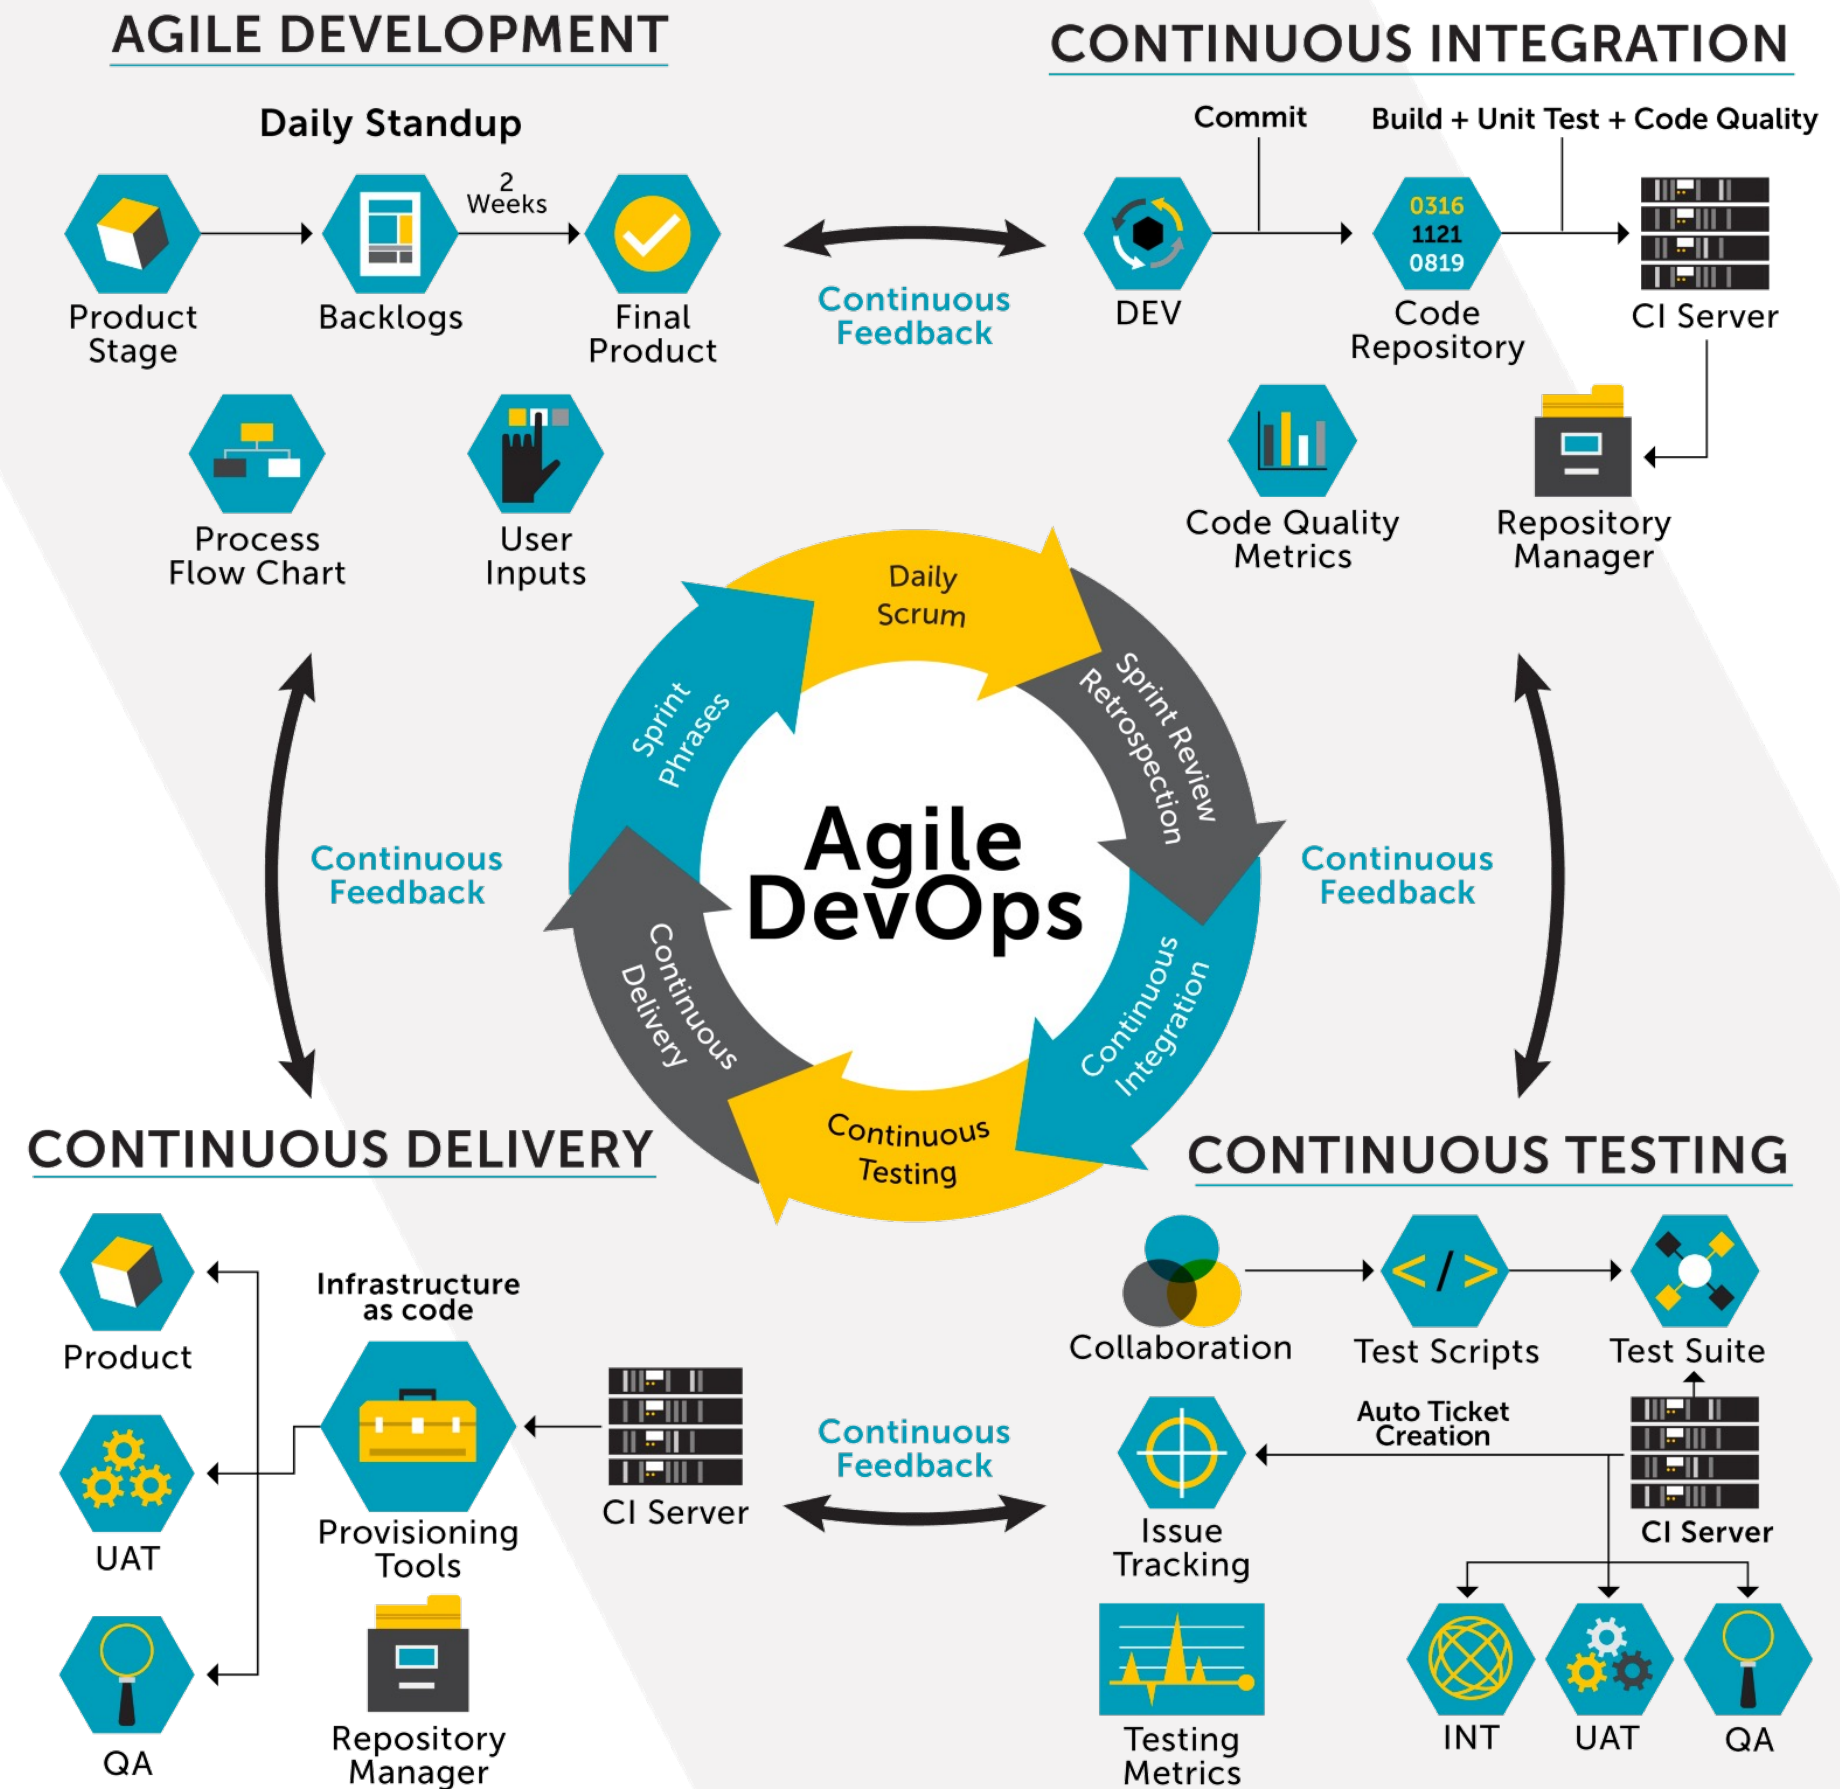 AGILE DEVELOPMENT
Daily Standup
2
Weeks
Product
Stage
Backlogs
Final
Product
Process
Flow Chart
User
Inputs
Continuous
Feedback
CONTINUOUS INTEGRATION
Commit
Build + Unit Test + Code Quality
0316
1121
0819
DEV
Code
Repository
CI Server
Code Quality
Metrics
Repository
Manager
Daily
Scrum
Sprint Review
Retrospection
Continuous
Integration
Continuous
Testing
Continuous
Delivery
Sprint
Phrases
Agile
DevOps
Continuous
Feedback
Continuous
Feedback
CONTINUOUS DELIVERY
Product
Infrastructure
as code
UAT
Provisioning
Tools
CI Server
QA
Repository
Manager
Continuous
Feedback
CONTINUOUS TESTING
Collaboration
</>
Test Scripts
Test Suite
Auto Ticket
Creation
Issue
Tracking
CI Server
Testing
Metrics
INT
UAT
QA